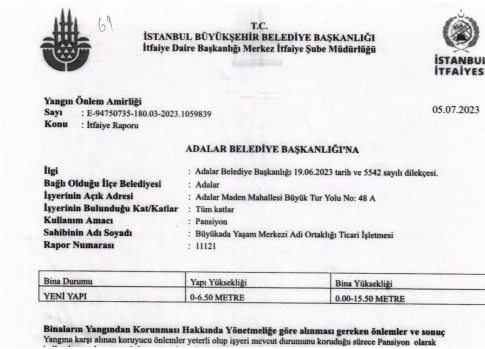 69
T.C.
İSTANBUL BÜYÜKŞEHİR BELEDİYE BAŞKANLIĞI
İtfaiye Daire Başkanlığı Merkez İtfaiye Şube Müdürlüğü
İSTANBUL
İTFAİYESİ
Yangın Önlem Amirliği
Sayı : E-94750735-180.03-2023.1059839
05.07.2023
Konu : İtfaiye Raporu
ADALAR BELEDİYE BAŞKANLIĞI'NA
İlgi : Adalar Belediye Başkanlığı 19.06.2023 tarih ve 5542 sayılı dilekçesi.
Bağlı Olduğu İlçe Belediyesi : Adalar
İşyerinin Açık Adresi : Adalar Maden Mahallesi Büyük Tur Yolu No: 48 A
İşyerinin Bulunduğu Kat/Katlar : Tüm katlar
Kullanım Amacı : Pansiyon
Sahibinin Adı Soyadı : Büyükada Yaşam Merkezi Adi Ortaklığı Ticari İşletmesi
Rapor Numarası : 11121
Bina Durumu Yapı Yüksekliği Bina Yüksekliği
YENİ YAPI 0-6.50 METRE 0.00-15.50 METRE
Binaların Yangından Korunması Hakkında Yönetmeliğe göre alınması gereken önlemler ve sonuç
Yangına karşı alınan koruyucu önlemler yeterli olup işyeri mevcut durumunu koruduğu sürece Pansiyon olarak